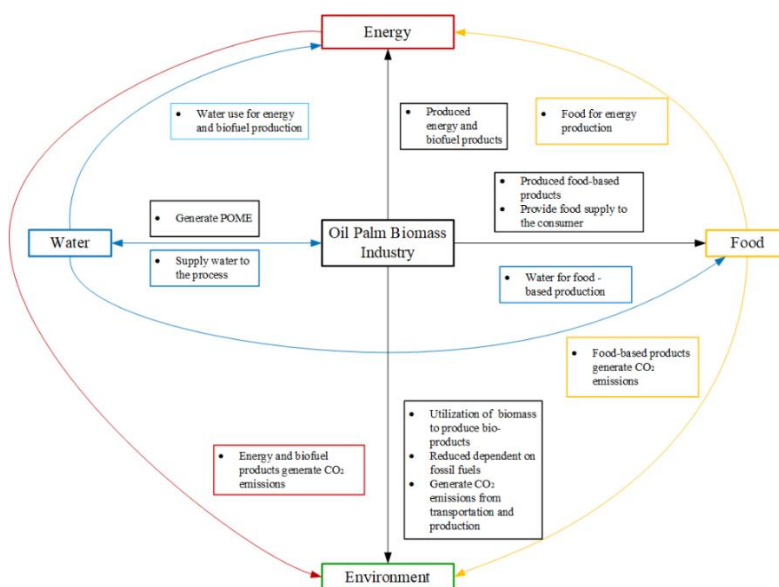 Energy
• Water use for energy
and biofuel production
• Produced
energy and
biofuel products
• Food for energy
production
• Generate POME
• Produced food-based
products
• Provide food supply to
the consumer
Water
Oil Palm Biomass
Industry
Food
• Supply water to
the process
• Water for food -
based production
• Food-based products
generate CO₂
emissions
• Energy and biofuel
products generate CO₂
emissions
• Utilization of biomass
to produce bio-
products
• Reduced dependent on
fossil fuels
• Generate CO₂
emissions from
transportation and
production
Environment